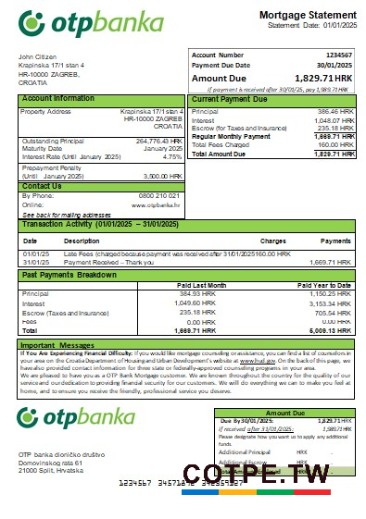 otpbanka
Mortgage Statement
Statement Date: 01/01/2025
John Citizen
Krapinska 17/1 stan 4
HR-10000 ZAGREB,
CROATIA
Account Number 1234567
Payment Due Date 30/01/2025
Amount Due 1,829.71HRK
If payment is received after 30/01/25, pay 1,989.71HRK
Account Information
Property Address Krapinska 17/1 stan 4
HR-10000 ZAGREB,
CROATIA
Outstanding Principal 264,776.43 HRK
Maturity Date January 2025
Interest Rate (Until January 2025) 4.75%
Prepayment Penalty
(Until January 2025) 3,500.00 HRK
Current Payment Due
Principal 386.46 HRK
Interest 1,048.07 HRK
Escrow (for Taxes and Insurance) 235.18 HRK
Regular Monthly Payment 1,669.71 HRK
Total Fees Charged 160.00 HRK
Total Amount Due 1,829.71 HRK
Contact Us
By Phone: 0800 210 021
Online: www.otpbanka.hr
See back for mailing addresses
Transaction Activity (01/01/2025 – 31/01/2025)
Date Description Charges Payments
01/01/25 Late Fees (charged because payment was received after 31/1/2025)160.00 HRK
31/01/25 Payment Received – Thank you 1,669.71 HRK
Past Payments Breakdown
Paid Last Month Paid Year to Date
Principal 384.93 HRK 1,150.25 HRK
Interest 1,049.60 HRK 3,153.34 HRK
Escrow (Taxes and Insurance) 235.18 HRK 705.54 HRK
Fees 0.00 HRK 0.00 HRK
Total 1,669.71 HRK 5,009.13 HRK
Important Messages
If You Are Experiencing Financial Difficulty: If you would like mortgage counseling or assistance, you can find a list of counselors in
your area on the Croatia Department of Housing and Urban Development's website at www.hud.gov. On the back of this page, we
have also provided contact information for three state or federally-approved counseling programs in your area.
We are pleased to have you as a OTP Bank Mortgage customer. We are known throughout the country for the quality of our
service and our dedication to providing financial security for our customers. We will do everything we can to make you feel at
home, and to ensure you receive the friendly, professional service you deserve.
otpbanka
Amount Due
Due By 30/01/2025: 1,829.71 HRK
If received after 31/01/2025: 1,989.71 HRK
Please designate how you want us to apply any additional
funds.
Additional Principal HRK
Additional Escrow HRK
OTP banka dioničko društvo
Domovinskog rata 61
21000 Split, Hrvatska
COTPE.TW